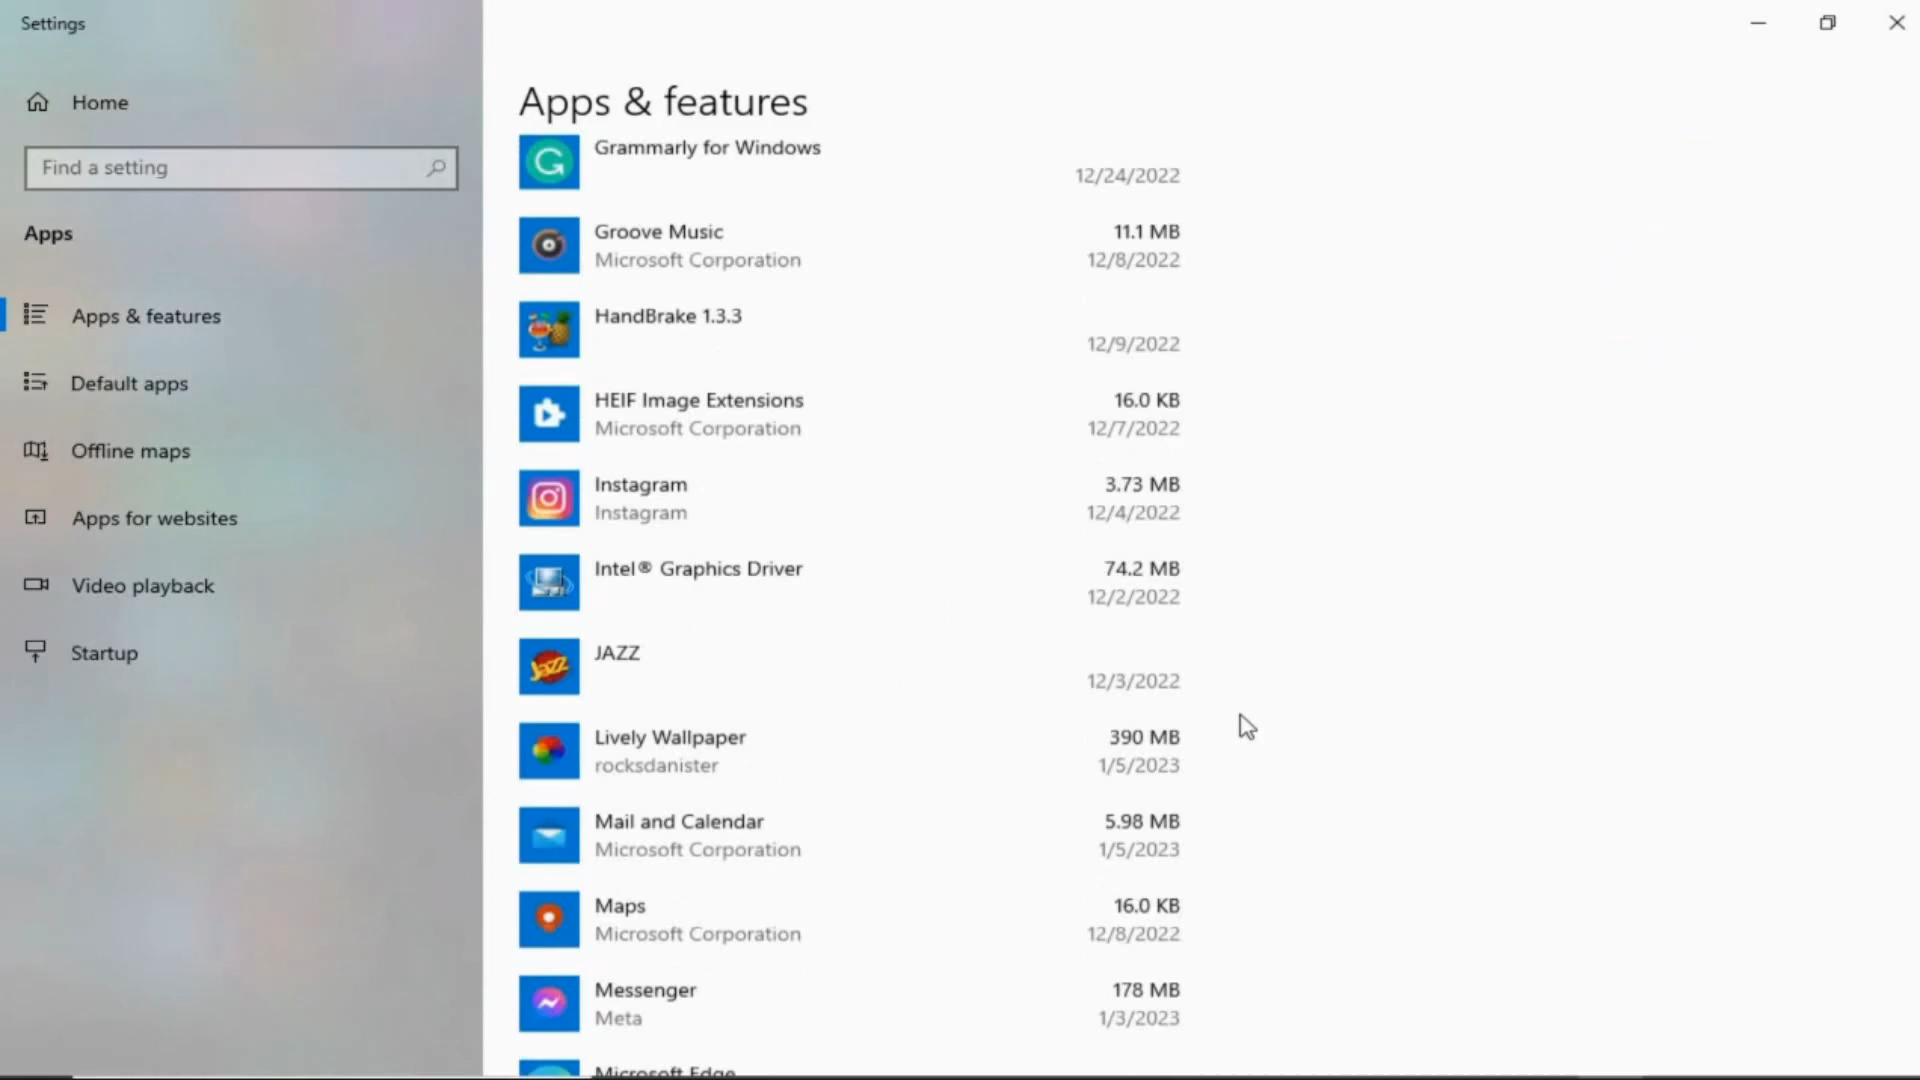 Settings
Home
Find a setting
Apps
Apps & features
Default apps
Offline maps
Apps for websites
Video playback
Startup
Apps & features
Grammarly for Windows
12/24/2022
Groove Music 11.1 MB
Microsoft Corporation 12/8/2022
HandBrake 1.3.3
12/9/2022
HEIF Image Extensions 16.0 KB
Microsoft Corporation 12/7/2022
Instagram 3.73 MB
Instagram 12/4/2022
Intel® Graphics Driver 74.2 MB
12/2/2022
Jazz
JAZZ
12/3/2022
Lively Wallpaper 390 MB
rocksdanister 1/5/2023
Mail and Calendar 5.98 MB
Microsoft Corporation 1/5/2023
Maps 16.0 KB
Microsoft Corporation 12/8/2022
Messenger 178 MB
Meta 1/3/2023
Microsoft Edge